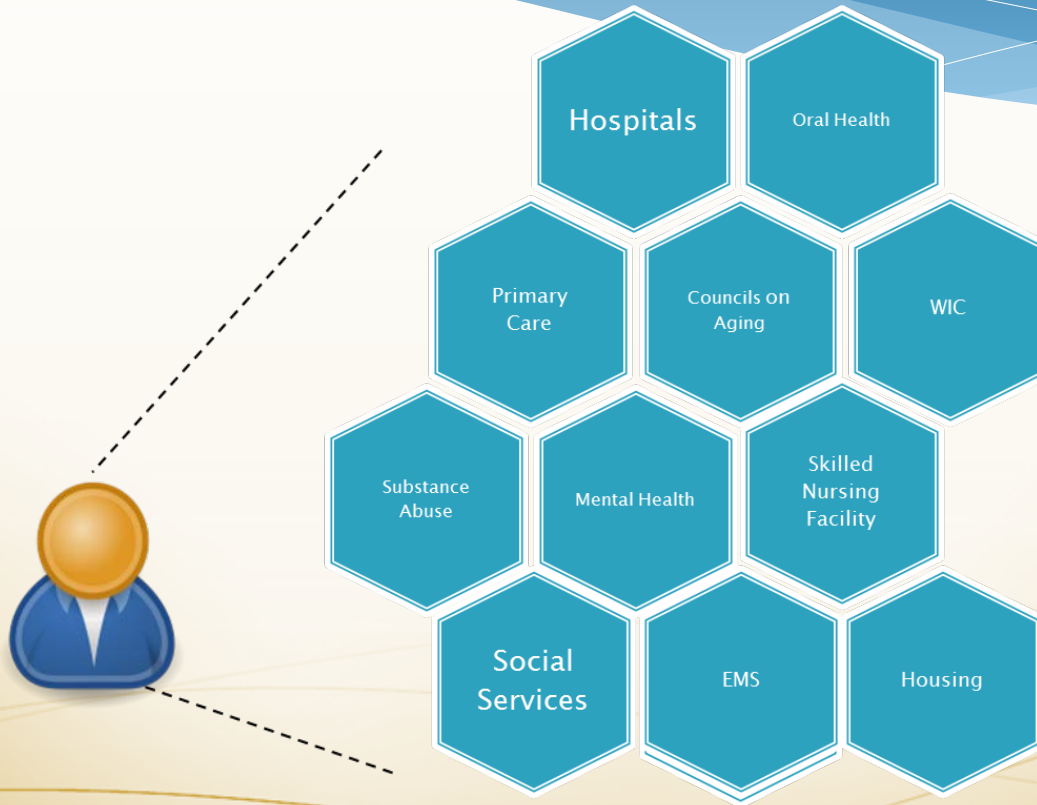 Hospitals
Oral Health
Primary
Care
Councils on
Aging
WIC
Substance
Abuse
Mental Health
Skilled
Nursing
Facility
Social
Services
EMS
Housing